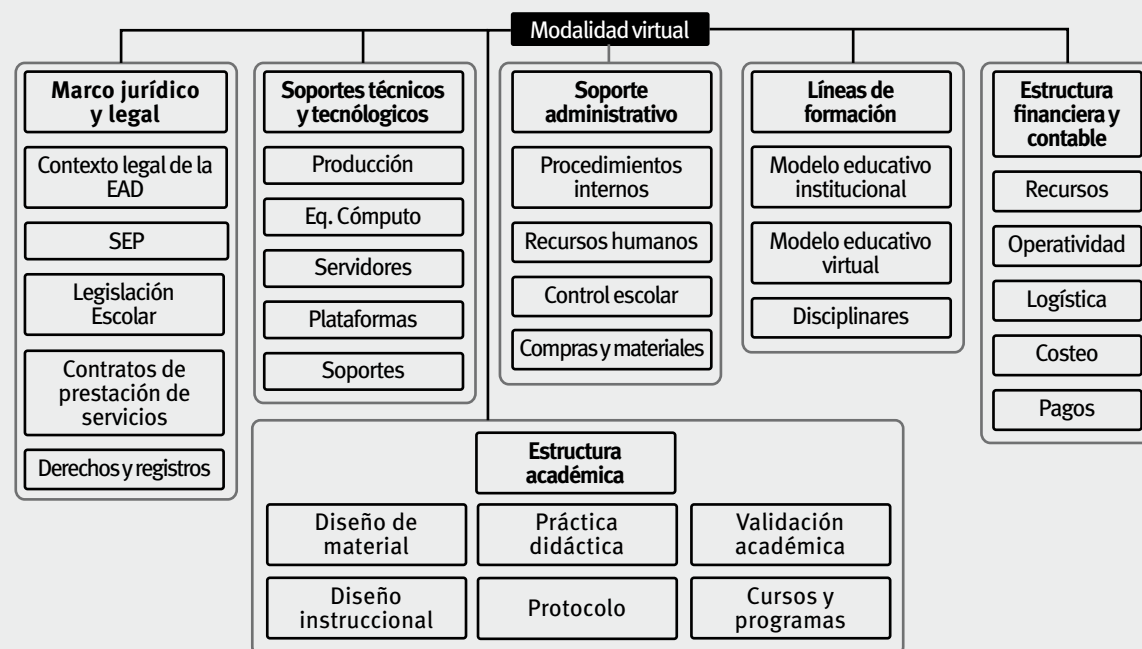 Modalidad virtual
Marco jurídico
y legal
Contexto legal de la
EAD
SEP
Legislación
Escolar
Contratos de
prestación de
servicios
Derechos y registros
Soportes técnicos
y tecnólogicos
Producción
Eq. Cómputo
Servidores
Plataformas
Soportes
Soporte
administrativo
Procedimientos
internos
Recursos humanos
Control escolar
Compras y materiales
Líneas de
formación
Modelo educativo
institucional
Modelo educativo
virtual
Disciplinares
Estructura
financiera y
contable
Recursos
Operatividad
Logística
Costeo
Pagos
Estructura
académica
Diseño de
material
Práctica
didáctica
Validación
académica
Diseño
instruccional
Protocolo
Cursos y
programas